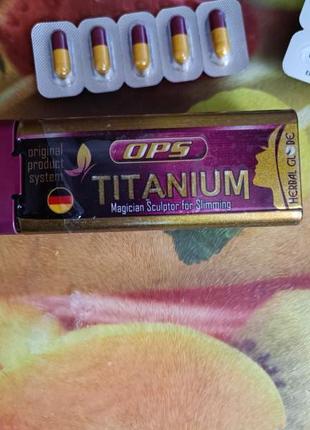 original
product
system
OPS
TITANIUM
Magician Sculptor for Slimming
HERBAL GLOBE